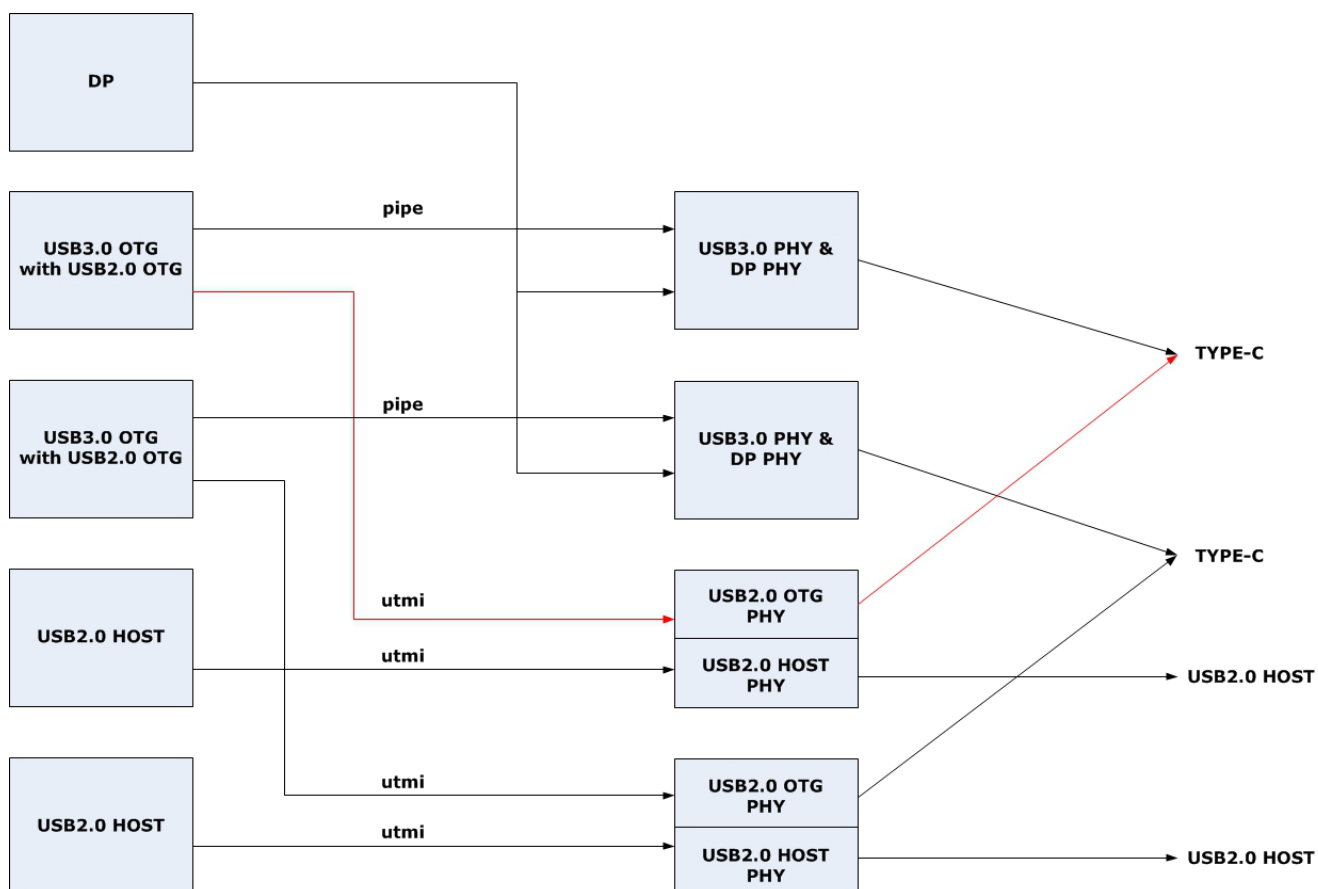 DP
pipe
USB3.0 OTG
with USB2.0 OTG
USB3.0 PHY &
DP PHY
TYPE-C
pipe
USB3.0 OTG
with USB2.0 OTG
USB3.0 PHY &
DP PHY
TYPE-C
utmi
USB2.0 OTG
PHY
USB2.0 HOST
utmi
USB2.0 HOST
PHY
USB2.0 HOST
utmi
USB2.0 OTG
PHY
USB2.0 HOST
utmi
USB2.0 HOST
PHY
USB2.0 HOST